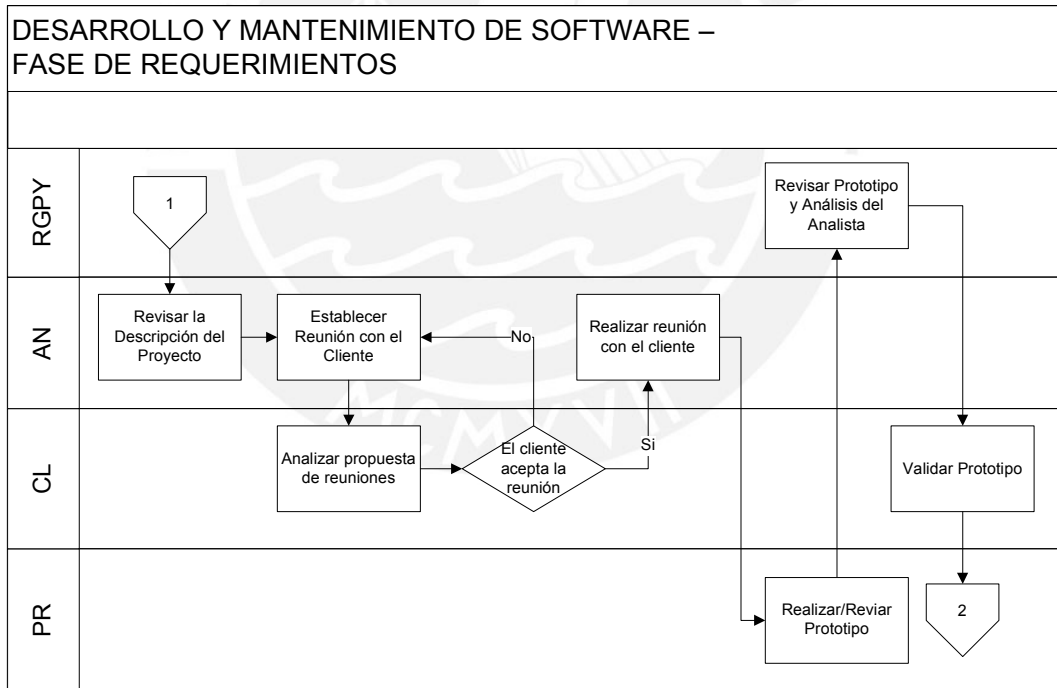 DESARROLLO Y MANTENIMIENTO DE SOFTWARE –
FASE DE REQUERIMIENTOS
RGPY
1
Revisar Prototipo
y Análisis del
Analista
AN
Revisar la
Descripción del
Proyecto
Establecer
Reunión con el
Cliente
No
Realizar reunión
con el cliente
CL
Analizar propuesta
de reuniones
El cliente
acepta la
reunión
Si
Validar Prototipo
PR
Realizar/Reviar
Prototipo
2
MCMXVII